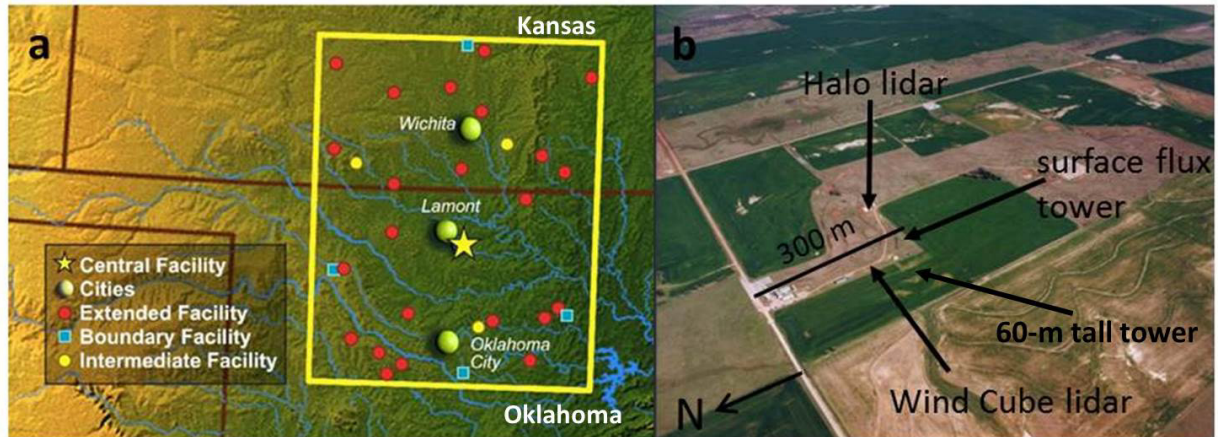 a
Kansas
Wichita
Lamont
Central Facility
Cities
Extended Facility
Boundary Facility
Intermediate Facility
Oklahoma
City
Oklahoma
b
Halo lidar
surface flux
tower
300 m
60-m tall tower
Wind Cube lidar
N